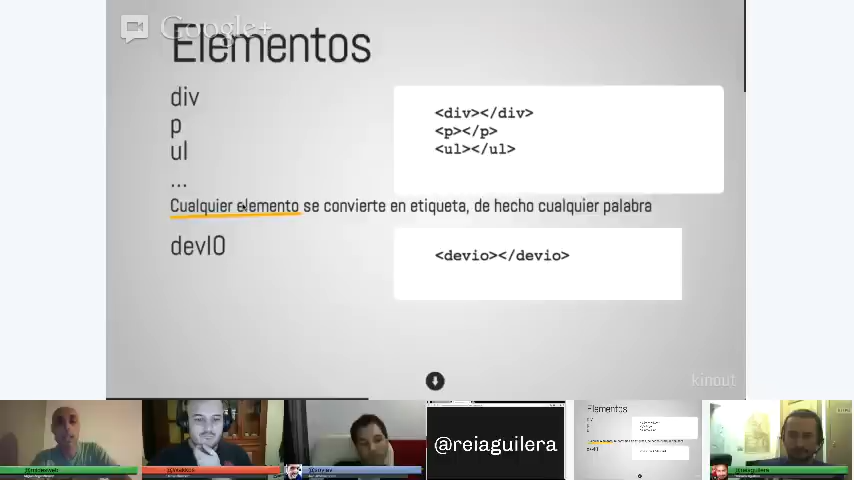 Google+
Elementos
div
p
ul
...
Cualquier elemento se convierte en etiqueta, de hecho cualquier palabra
devIO
<div></div>
<p></p>
<ul></ul>
<devio></devio>
kinout
@reiaguilera
Elementos
@reiaguilera